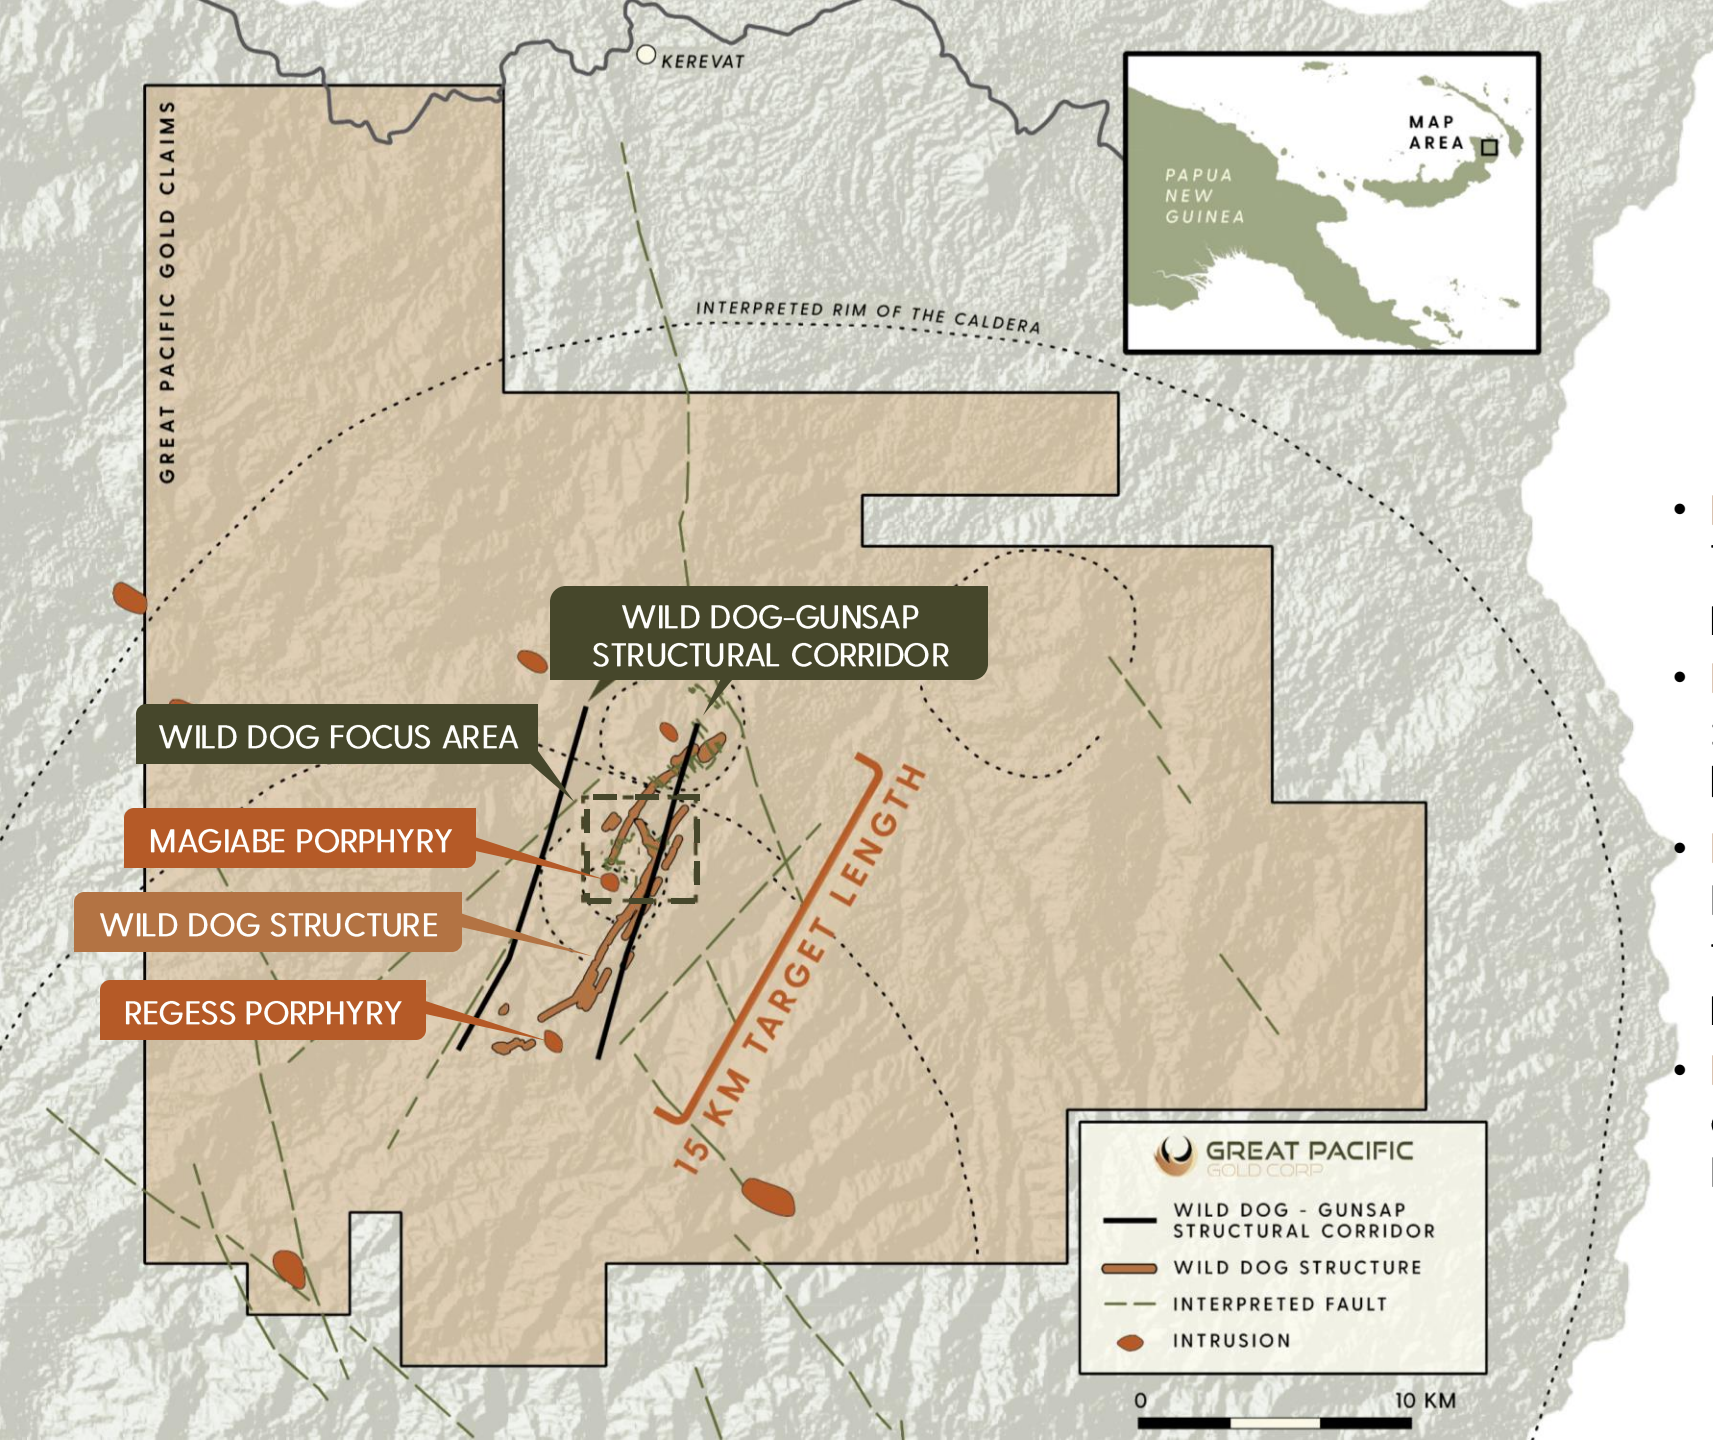 KEREVAT
GREAT PACIFIC GOLD CLAIMS
MAP
AREA
PAPUA
NEW
GUINEA
INTERPRETED RIM OF THE CALDERA
WILD DOG-GUNSAP
STRUCTURAL CORRIDOR
WILD DOG FOCUS AREA
MAGIABE PORPHYRY
WILD DOG STRUCTURE
REGESS PORPHYRY
15 KM TARGET LENGTH
GREAT PACIFIC
GOLD CORP
WILD DOG - GUNSAP
STRUCTURAL CORRIDOR
WILD DOG STRUCTURE
INTERPRETED FAULT
INTRUSION
0 10 KM